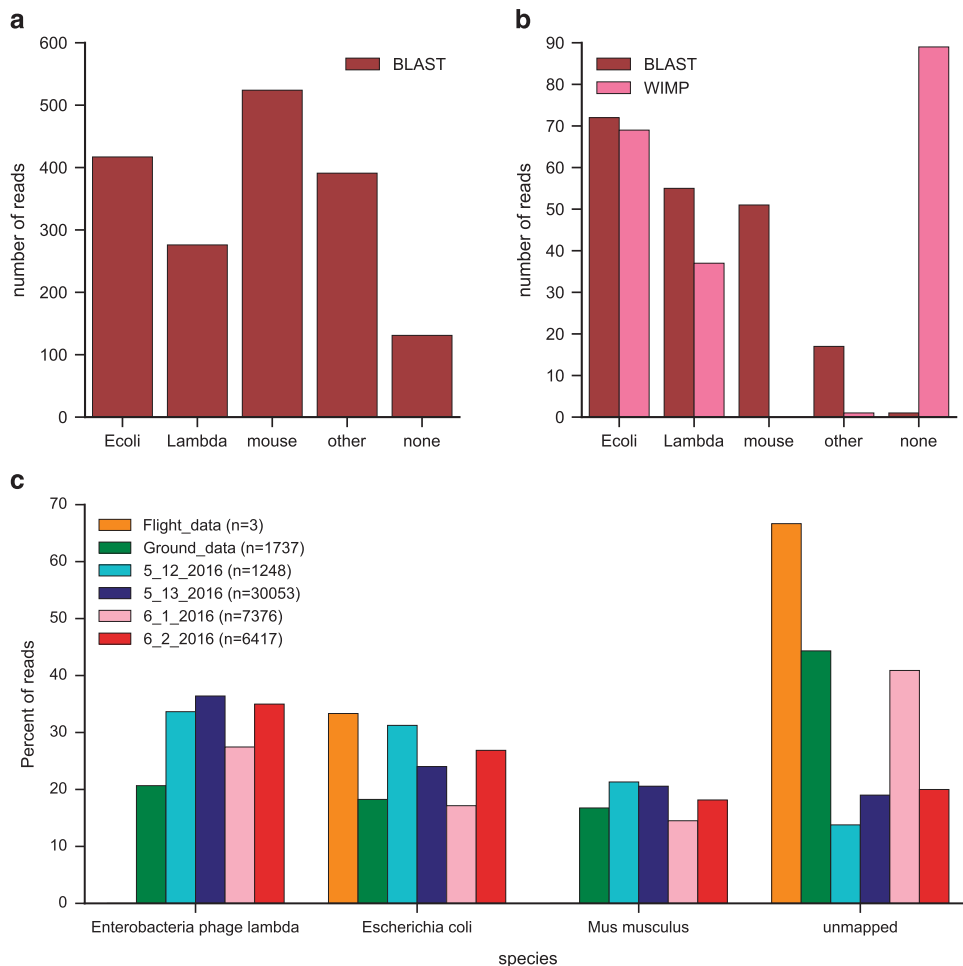 a
600
500
400
300
200
100
0
number of reads
BLAST
Ecoli
Lambda
mouse
other
none
b
90
80
70
60
50
40
30
20
10
0
number of reads
BLAST
WIMP
Ecoli
Lambda
mouse
other
none
c
70
60
50
40
30
20
10
0
Percent of reads
Flight_data (n=3)
Ground_data (n=1737)
5_12_2016 (n=1248)
5_13_2016 (n=30053)
6_1_2016 (n=7376)
6_2_2016 (n=6417)
Enterobacteria phage lambda
Escherichia coli
Mus musculus
unmapped
species